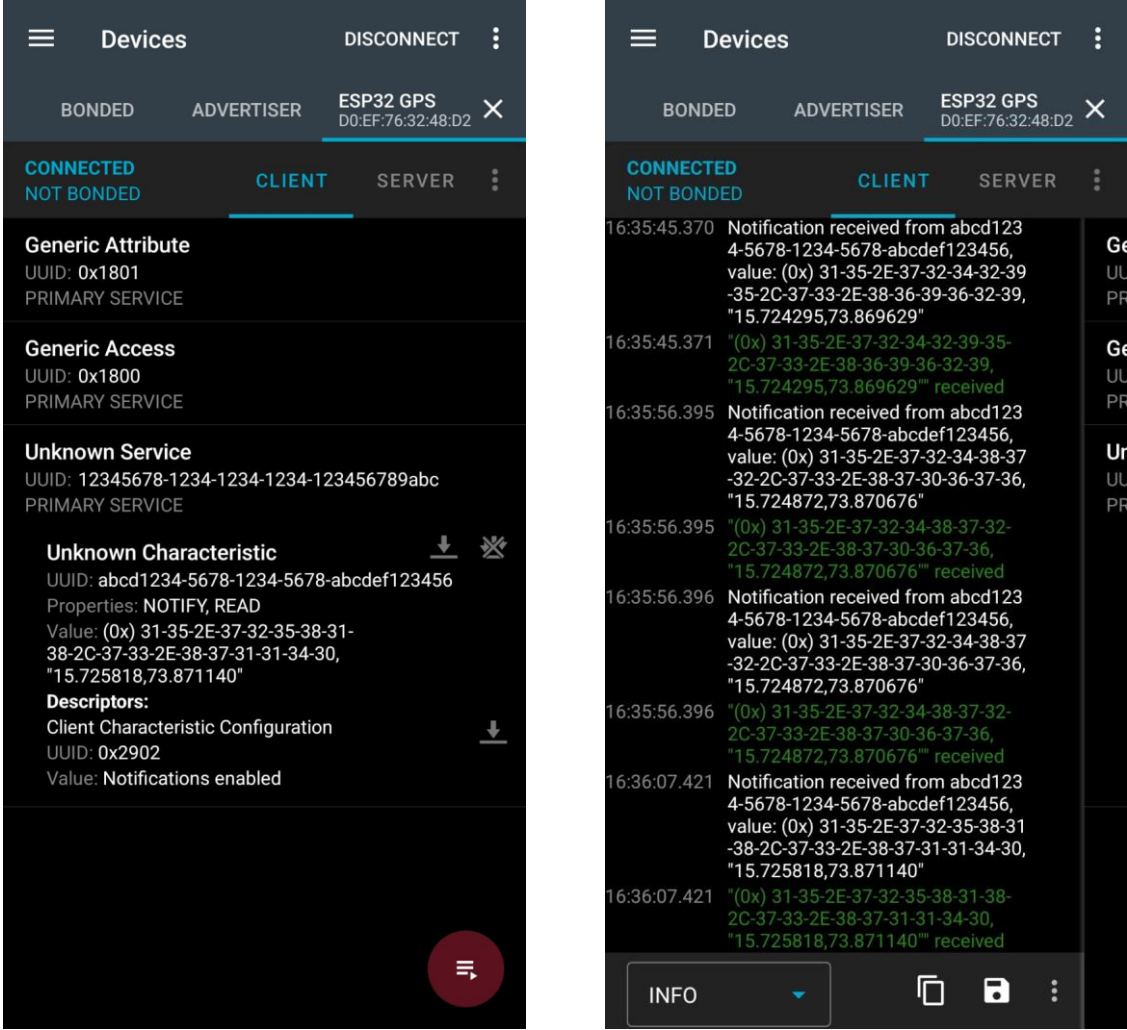 Devices
DISCONNECT
BONDED
ADVERTISER
ESP32 GPS
D0:EF:76:32:48:D2
CONNECTED
NOT BONDED
CLIENT
SERVER
Generic Attribute
UUID: 0x1801
PRIMARY SERVICE
Generic Access
UUID: 0x1800
PRIMARY SERVICE
Unknown Service
UUID: 12345678-1234-1234-1234-123456789abc
PRIMARY SERVICE
Unknown Characteristic
UUID: abcd1234-5678-1234-5678-abcdef123456
Properties: NOTIFY, READ
Value: (0x) 31-35-2E-37-32-35-38-31-
38-2C-37-33-2E-38-37-31-31-34-30,
"15.725818,73.871140"
Descriptors:
Client Characteristic Configuration
UUID: 0x2902
Value: Notifications enabled
Devices
DISCONNECT
BONDED
ADVERTISER
ESP32 GPS
D0:EF:76:32:48:D2
CONNECTED
NOT BONDED
CLIENT
SERVER
16:35:45.370 Notification received from abcd123
4-5678-1234-5678-abcdef123456,
value: (0x) 31-35-2E-37-32-34-32-39
-35-2C-37-33-2E-38-36-39-36-32-39,
"15.724295,73.869629"
16:35:45.371 "(0x) 31-35-2E-37-32-34-32-39-35-
2C-37-33-2E-38-36-39-36-32-39,
"15.724295,73.869629"" received
16:35:56.395 Notification received from abcd123
4-5678-1234-5678-abcdef123456,
value: (0x) 31-35-2E-37-32-34-38-37
-32-2C-37-33-2E-38-37-30-36-37-36,
"15.724872,73.870676"
16:35:56.395 "(0x) 31-35-2E-37-32-34-38-37-32-
2C-37-33-2E-38-37-30-36-37-36,
"15.724872,73.870676"" received
16:35:56.396 Notification received from abcd123
4-5678-1234-5678-abcdef123456,
value: (0x) 31-35-2E-37-32-34-38-37
-32-2C-37-33-2E-38-37-30-36-37-36,
"15.724872,73.870676"
16:35:56.396 "(0x) 31-35-2E-37-32-34-38-37-32-
2C-37-33-2E-38-37-30-36-37-36,
"15.724872,73.870676"" received
16:36:07.421 Notification received from abcd123
4-5678-1234-5678-abcdef123456,
value: (0x) 31-35-2E-37-32-35-38-31
-38-2C-37-33-2E-38-37-31-31-34-30,
"15.725818,73.871140"
16:36:07.421 "(0x) 31-35-2E-37-32-35-38-31-38-
2C-37-33-2E-38-37-31-31-34-30,
"15.725818,73.871140"" received
INFO